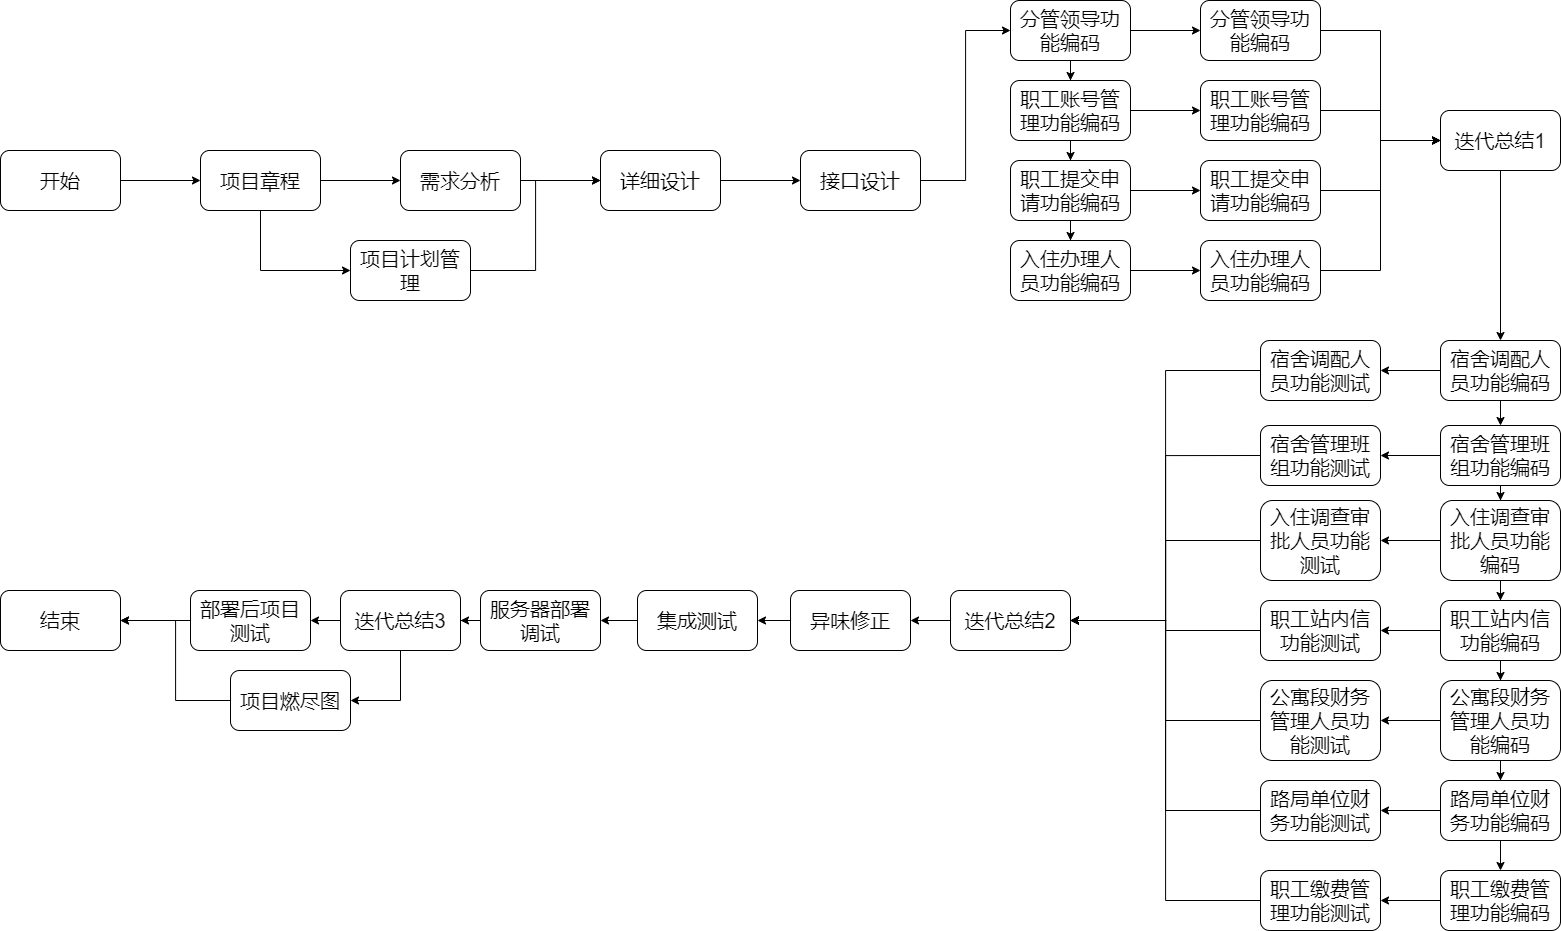 开始
项目章程
需求分析
项目计划管
理
详细设计
接口设计
分管领导功
能编码
分管领导功
能编码
职工账号管
理功能编码
职工账号管
理功能编码
职工提交申
请功能编码
职工提交申
请功能编码
入住办理人
员功能编码
入住办理人
员功能编码
迭代总结1
宿舍调配人
员功能测试
宿舍调配人
员功能编码
宿舍管理班
组功能测试
宿舍管理班
组功能编码
入住调查审
批人员功能
测试
入住调查审
批人员功能
编码
职工站内信
功能测试
职工站内信
功能编码
公寓段财务
管理人员功
能测试
公寓段财务
管理人员功
能编码
路局单位财
务功能测试
路局单位财
务功能编码
职工缴费管
理功能测试
职工缴费管
理功能编码
迭代总结2
异味修正
集成测试
服务器部署
调试
迭代总结3
部署后项目
测试
项目燃尽图
结束